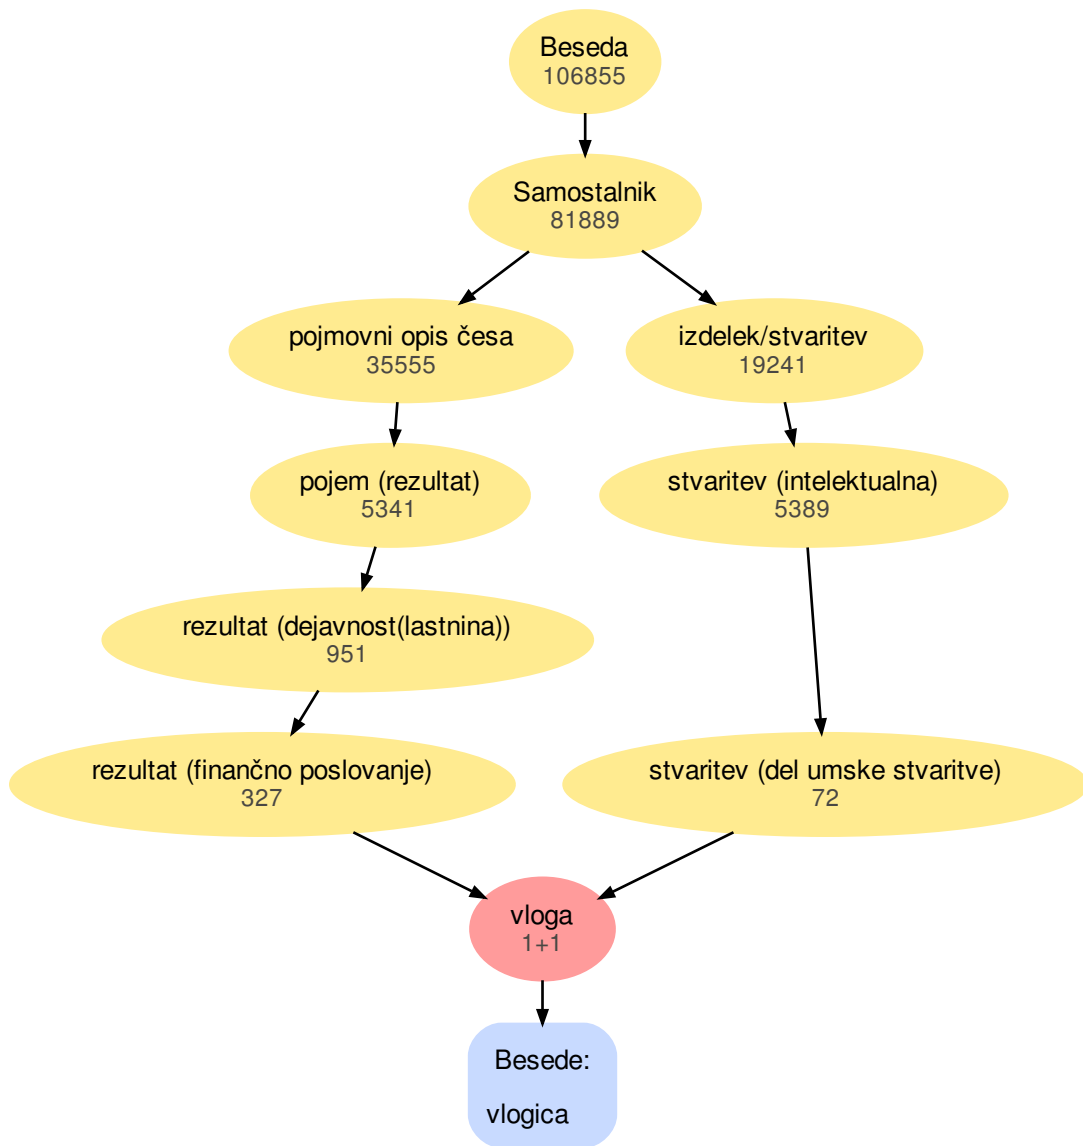 Beseda
106855
Samostalnik
81889
pojmovni opis česa
35555
izdelek/stvaritev
19241
pojem (rezultat)
5341
stvaritev (intelektualna)
5389
rezultat (dejavnost(lastnina))
951
rezultat (finančno poslovanje)
327
stvaritev (del umske stvaritve)
72
vloga
1+1
Besede:
vlogica